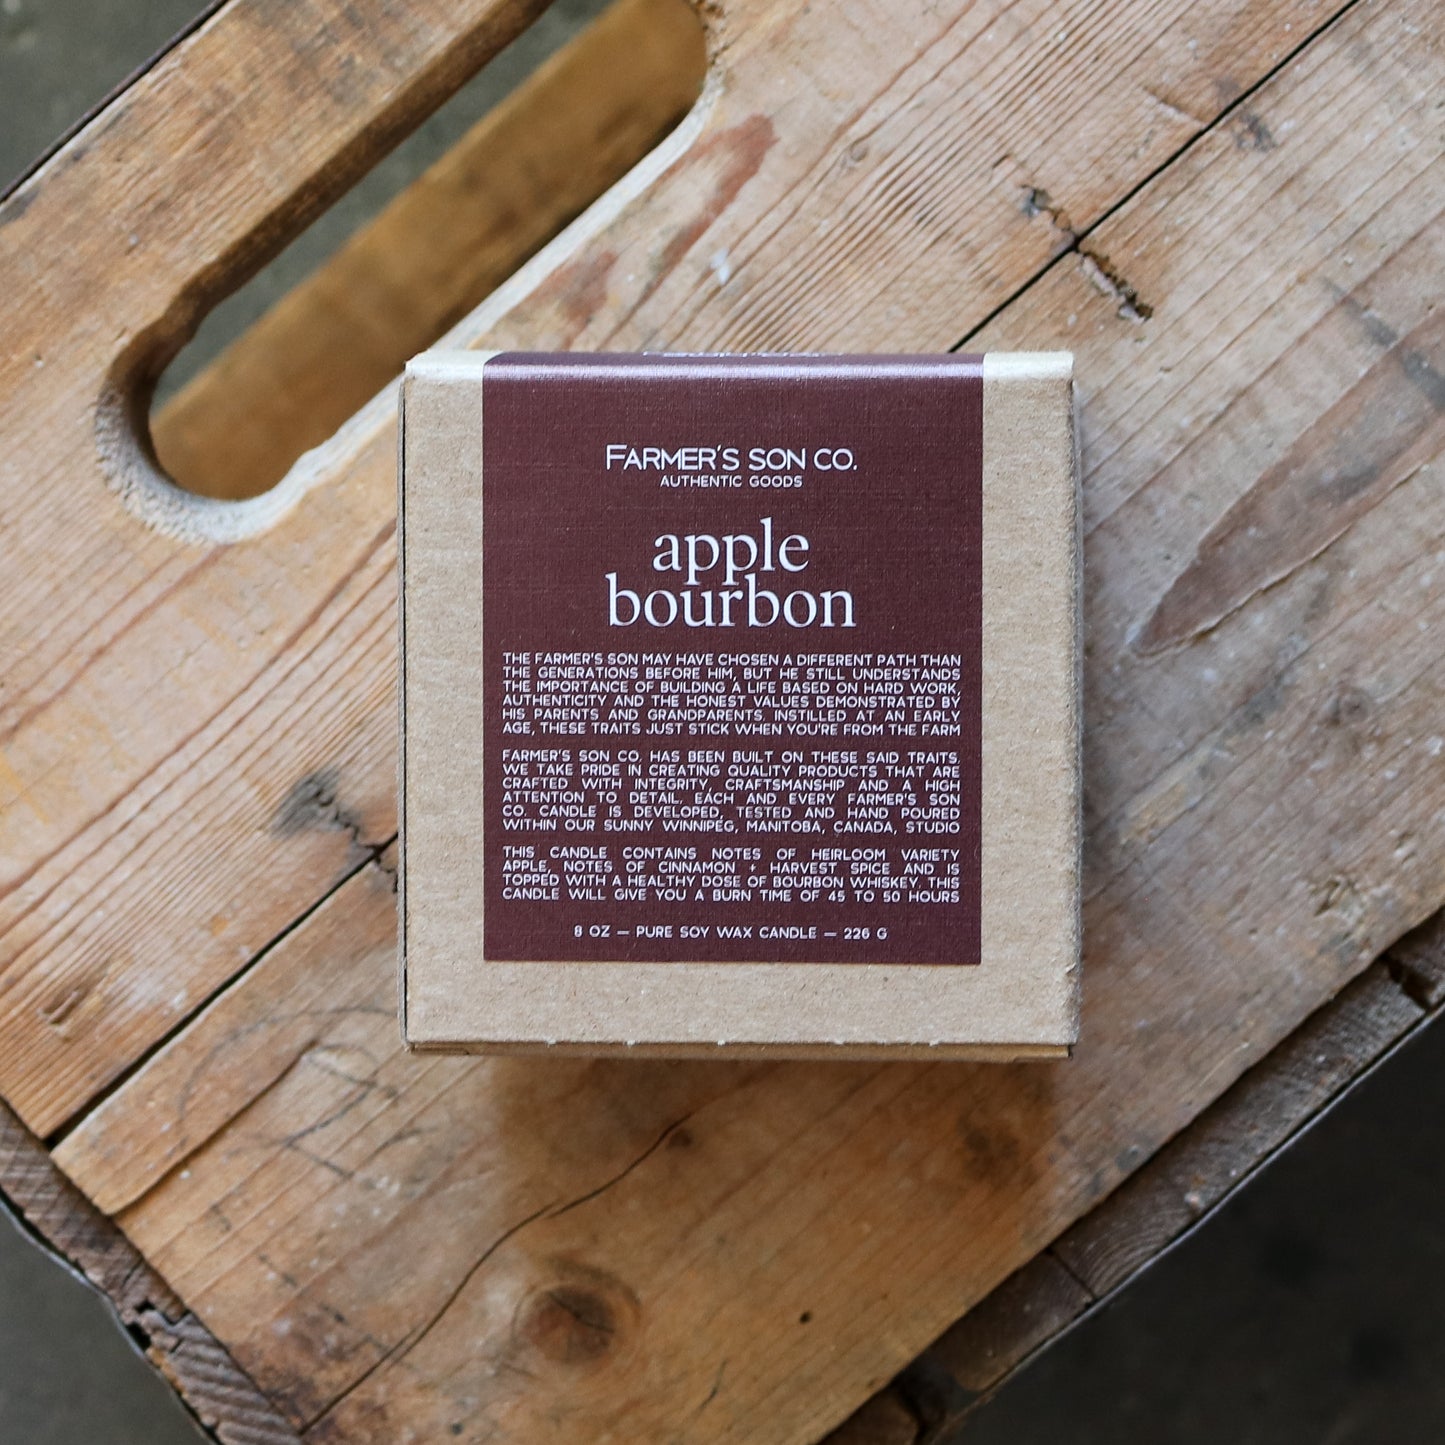 FARMER'S SON CO.
AUTHENTIC GOODS
apple
bourbon
THE FARMER'S SON MAY HAVE CHOSEN A DIFFERENT PATH THAN
THE GENERATIONS BEFORE HIM, BUT HE STILL UNDERSTANDS
THE IMPORTANCE OF BUILDING A LIFE BASED ON HARD WORK,
AUTHENTICITY AND THE HONEST VALUES DEMONSTRATED BY
HIS PARENTS AND GRANDPARENTS. INSTILLED AT AN EARLY
AGE, THESE TRAITS JUST STICK WHEN YOU'RE FROM THE FARM
FARMER'S SON CO. HAS BEEN BUILT ON THESE SAID TRAITS.
WE TAKE PRIDE IN CREATING QUALITY PRODUCTS THAT ARE
CRAFTED WITH INTEGRITY, CRAFTSMANSHIP AND A HIGH
ATTENTION TO DETAIL. EACH AND EVERY FARMER'S SON
CO. CANDLE IS DEVELOPED, TESTED AND HAND POURED
WITHIN OUR SUNNY WINNIPEG, MANITOBA, CANADA, STUDIO
THIS CANDLE CONTAINS NOTES OF HEIRLOOM VARIETY
APPLE, NOTES OF CINNAMON + HARVEST SPICE AND IS
TOPPED WITH A HEALTHY DOSE OF BOURBON WHISKEY. THIS
CANDLE WILL GIVE YOU A BURN TIME OF 45 TO 50 HOURS
8 OZ — PURE SOY WAX CANDLE — 226 G